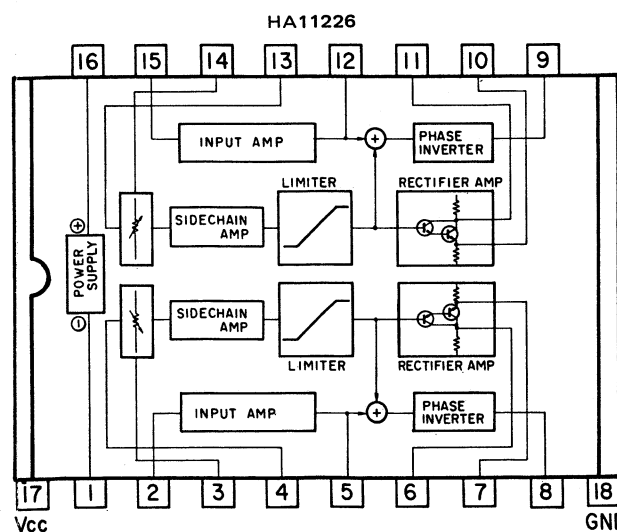 HA11226
16 15 14 13 12 11 10 9
INPUT AMP
+
PHASE
INVERTER
LIMITER
RECTIFIER AMP
SIDECHAIN
AMP
+
POWER
SUPPLY
-
SIDECHAIN
AMP
LIMITER
RECTIFIER AMP
INPUT AMP
+
PHASE
INVERTER
17 1 2 3 4 5 6 7 8 18
Vcc GND